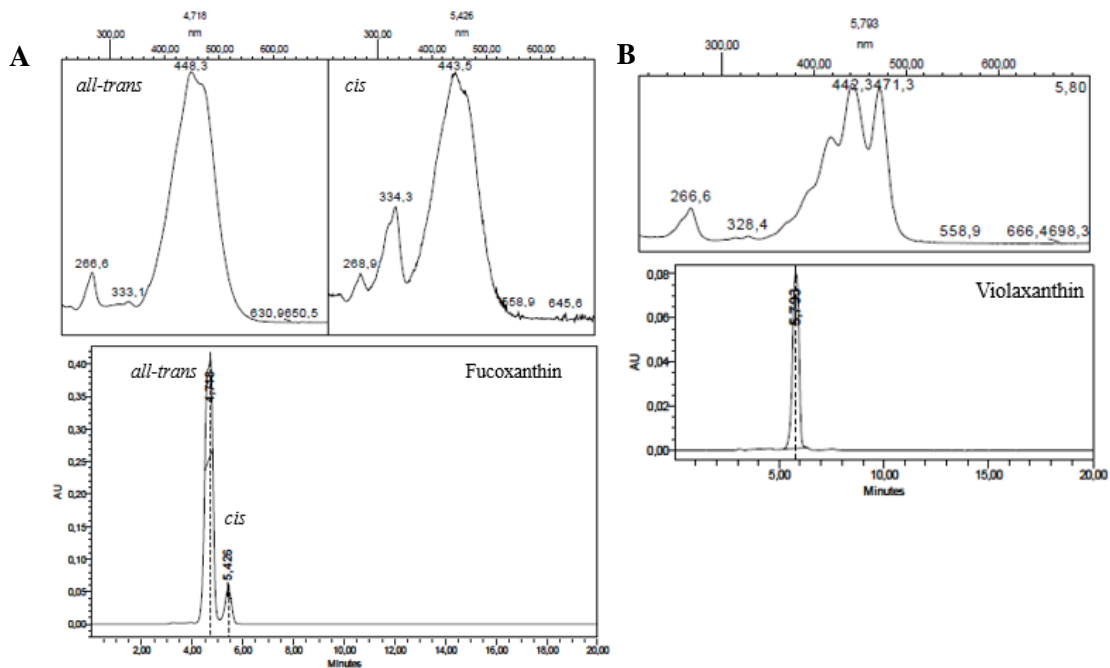 A
4,718
nm
300,00 400,00 500,00 600,00
all-trans
448,3
266,6
333,1
630,9650,5
5,426
nm
300,00 400,00 500,00 600,00
cis
443,5
334,3
268,9
558,9 645,6
all-trans
Fucoxanthin
4,718
cis
5,426
AU
0,40
0,35
0,30
0,25
0,20
0,15
0,10
0,05
0,00
2,00 4,00 6,00 8,00 10,00 12,00 14,00 16,00 18,00 20,00
Minutes
B
5,793
nm
300,00 400,00 500,00 600,00
442,3471,3
5,80
266,6
328,4
558,9
666,4698,3
Violaxanthin
5,793
AU
0,08
0,06
0,04
0,02
0,00
5,00 10,00 15,00 20,00
Minutes